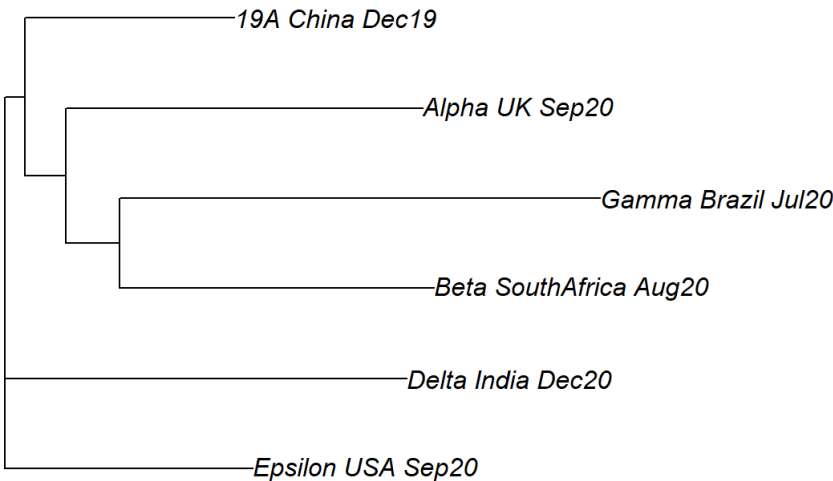 19A China Dec19
Alpha UK Sep20
Gamma Brazil Jul20
Beta SouthAfrica Aug20
Delta India Dec20
Epsilon USA Sep20